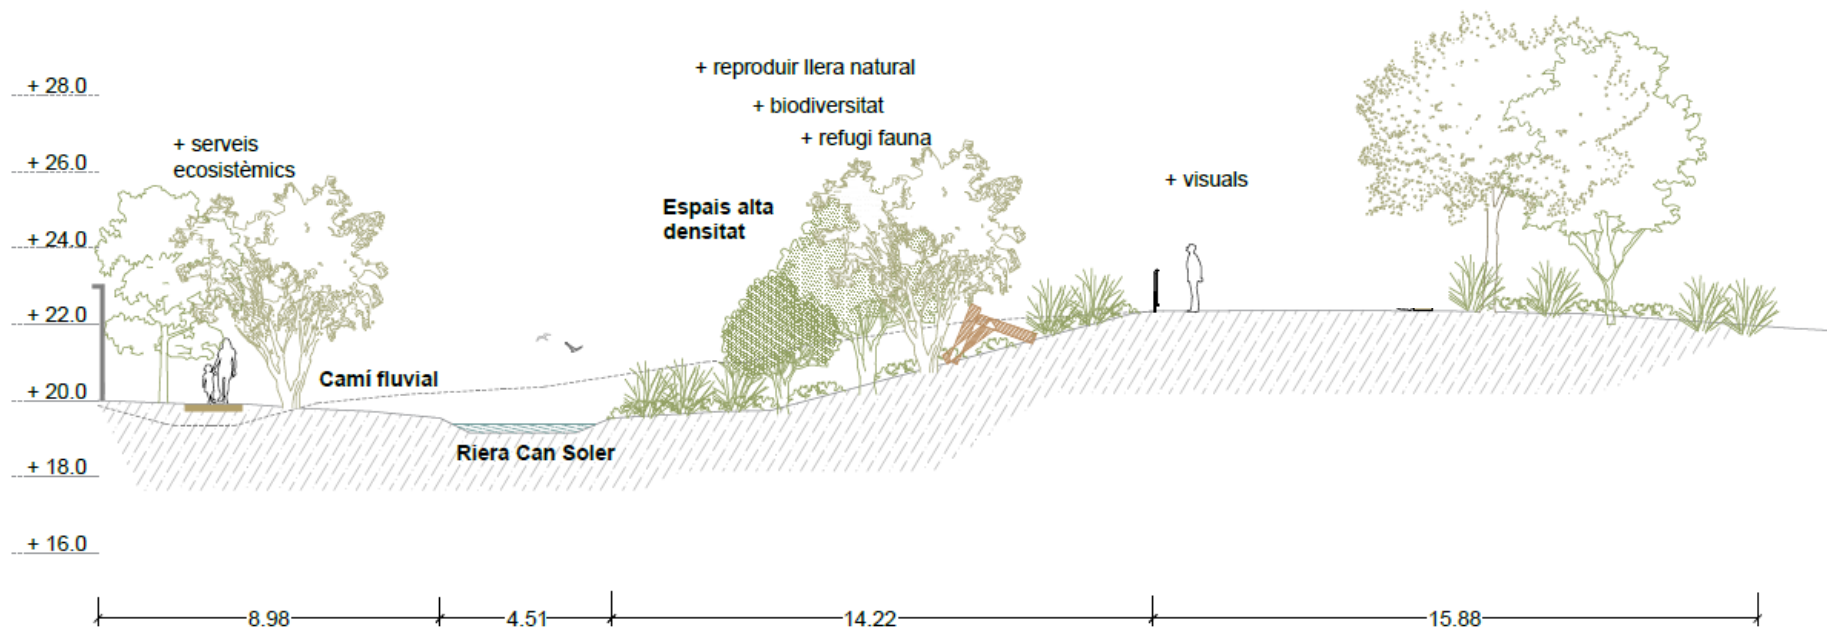 + reproduir llera natural
+ 28.0
+ biodiversitat
+ refugi fauna
+ serveis
ecosistèmics
+ 26.0
+ visuals
Espais alta
densitat
+ 24.0
+ 22.0
Camí fluvial
+ 20.0
Riera Can Soler
+ 18.0
+ 16.0
8.98
4.51
14.22
15.88